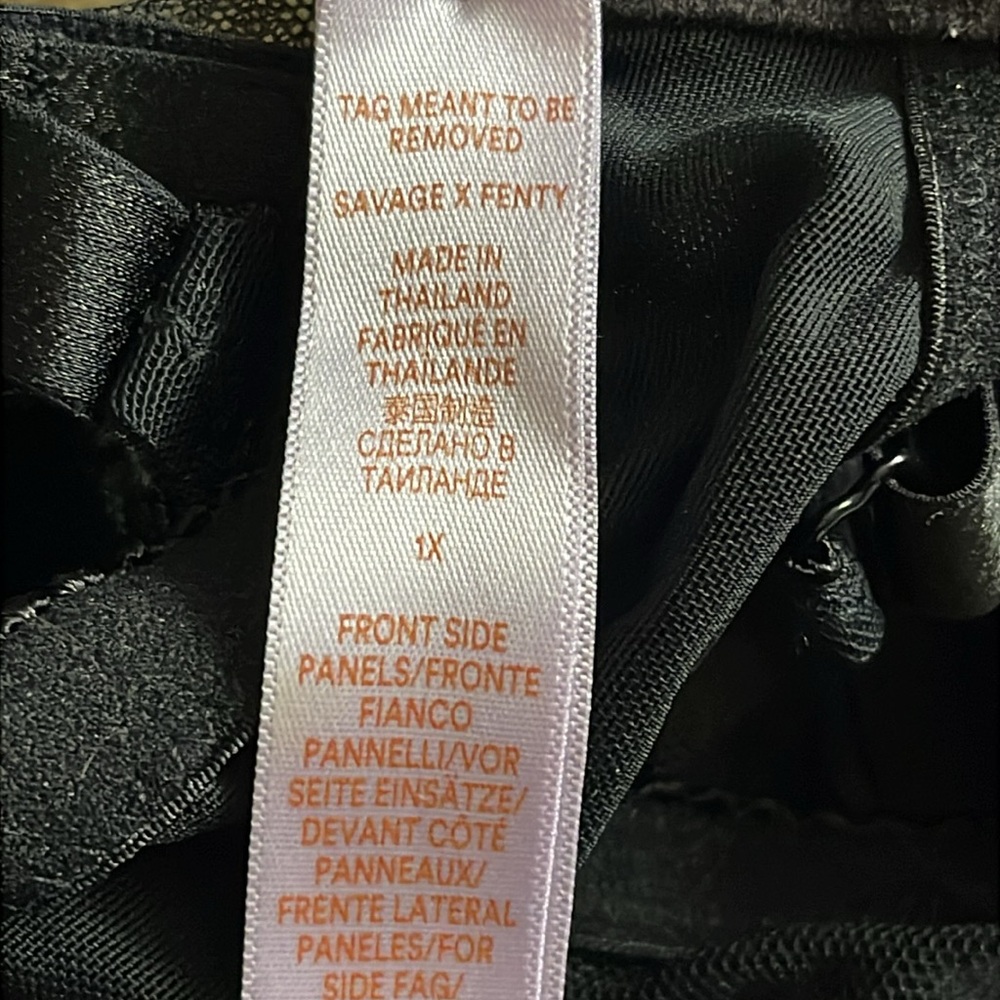 TAG MEANT TO BE
REMOVED
SAVAGE X FENTY
MADE IN
THAILAND
FABRIQUÉ EN
THAÏLANDE
泰国制造
СДЕЛАНО В
ТАИЛАНДЕ
1X
FRONT SIDE
PANELS/FRONTE
FIANCO
PANNELLI/VOR
SEITE EINSÄTZE/
DEVANT CÔTÉ
PANNEAUX/
FRENTE LATERAL
PANELES/FOR
SIDE FAG/